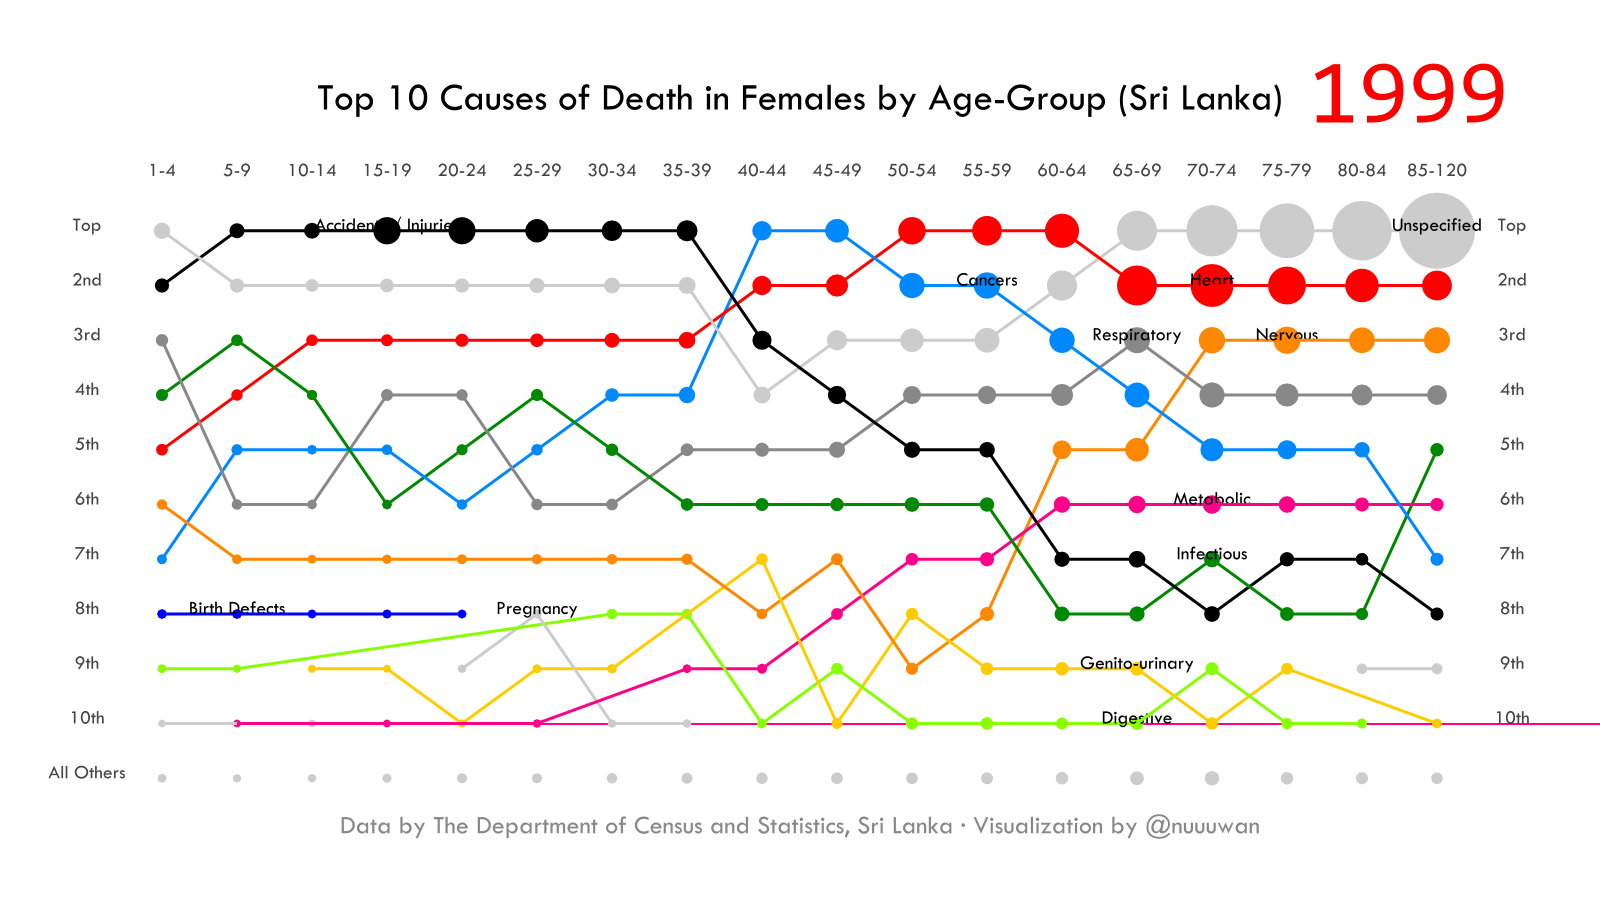 Top 10 Causes of Death in Females by Age-Group (Sri Lanka) 1999
1-4 5-9 10-14 15-19 20-24 25-29 30-34 35-39 40-44 45-49 50-54 55-59 60-64 65-69 70-74 75-79 80-84 85-120
Top Accidents / Injuries Unspecified Top
2nd Cancers Heart 2nd
3rd Respiratory Nervous 3rd
4th 4th
5th 5th
6th Metabolic 6th
7th Infectious 7th
8th Birth Defects Pregnancy 8th
9th Genito-urinary 9th
10th Digestive 10th
All Others
Data by The Department of Census and Statistics, Sri Lanka · Visualization by @nuuuwan